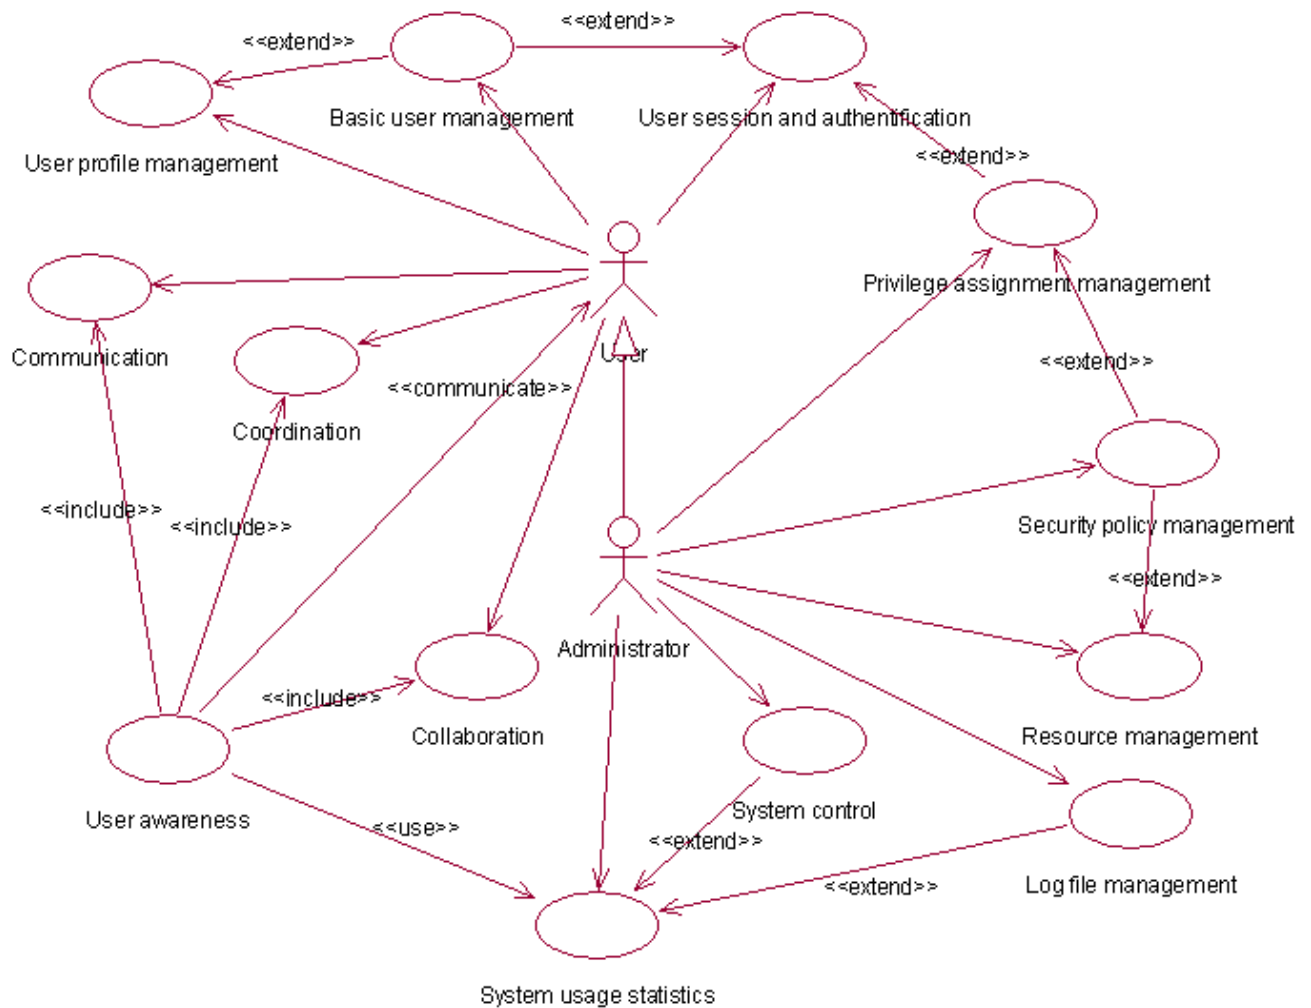 <<extend>>
<<extend>>
Basic user management
User session and authentification
User profile management
<<extend>>
Privilege assignment management
Communication
User
<<extend>>
<<communicate>>
Coordination
<<include>>
<<include>>
Security policy management
<<extend>>
Administrator
<<include>>
Collaboration
Resource management
User awareness
System control
<<use>>
<<extend>>
<<extend>>
Log file management
System usage statistics